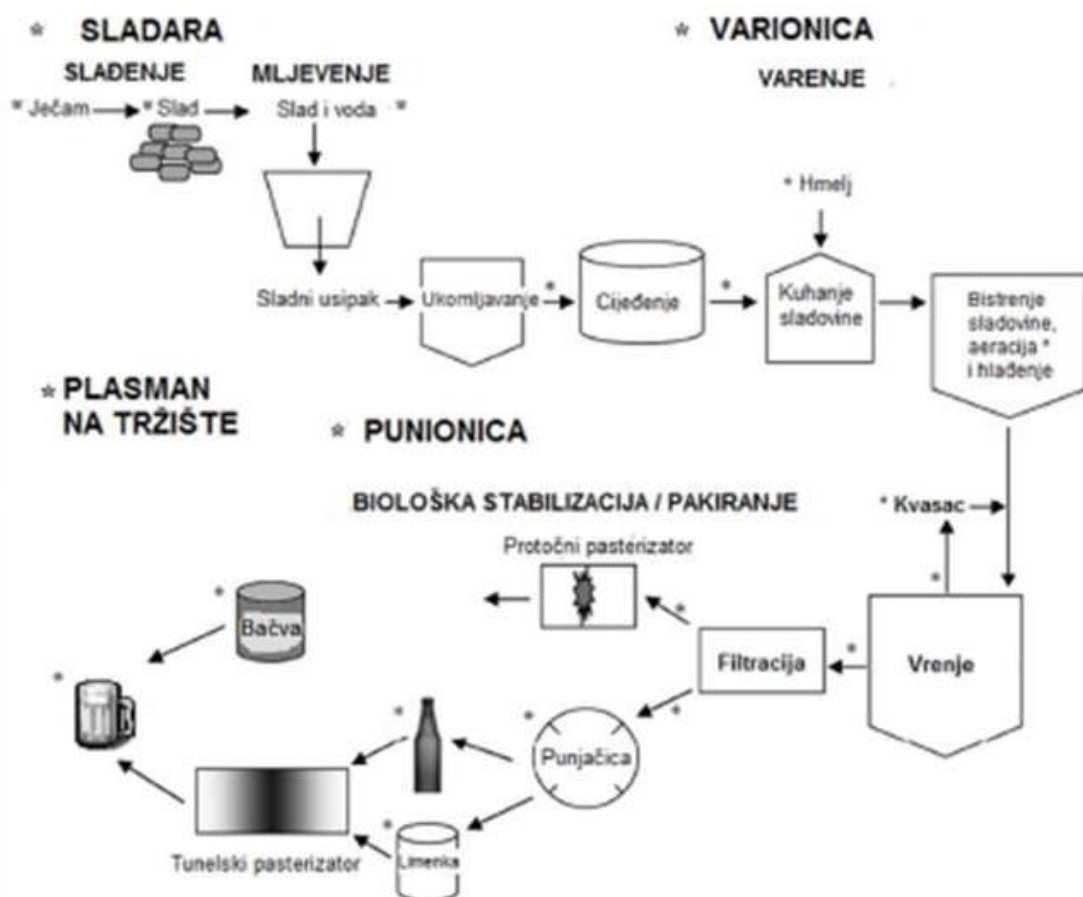 * SLADARA
SLAĐENJE
MLJEVENJE
* Ječam
* Slad
Slad i voda *
Sladni usipak
* VARIONICA
VARENJE
* Hmelj
Ukomljavanje
*
Cijeđenje
*
Kuhanje
sladovine
Bistrenje
sladovine,
aeracija *
i hlađenje
* Kvasac
*
Vrenje
*
Filtracija
* PUNIONICA
BIOLOŠKA STABILIZACIJA / PAKIRANJE
Protočni pasterizator
*
*
*
Punjačica
*
*
Limenka
Tunelski pasterizator
* PLASMAN
NA TRŽIŠTE
*
Bačva
*